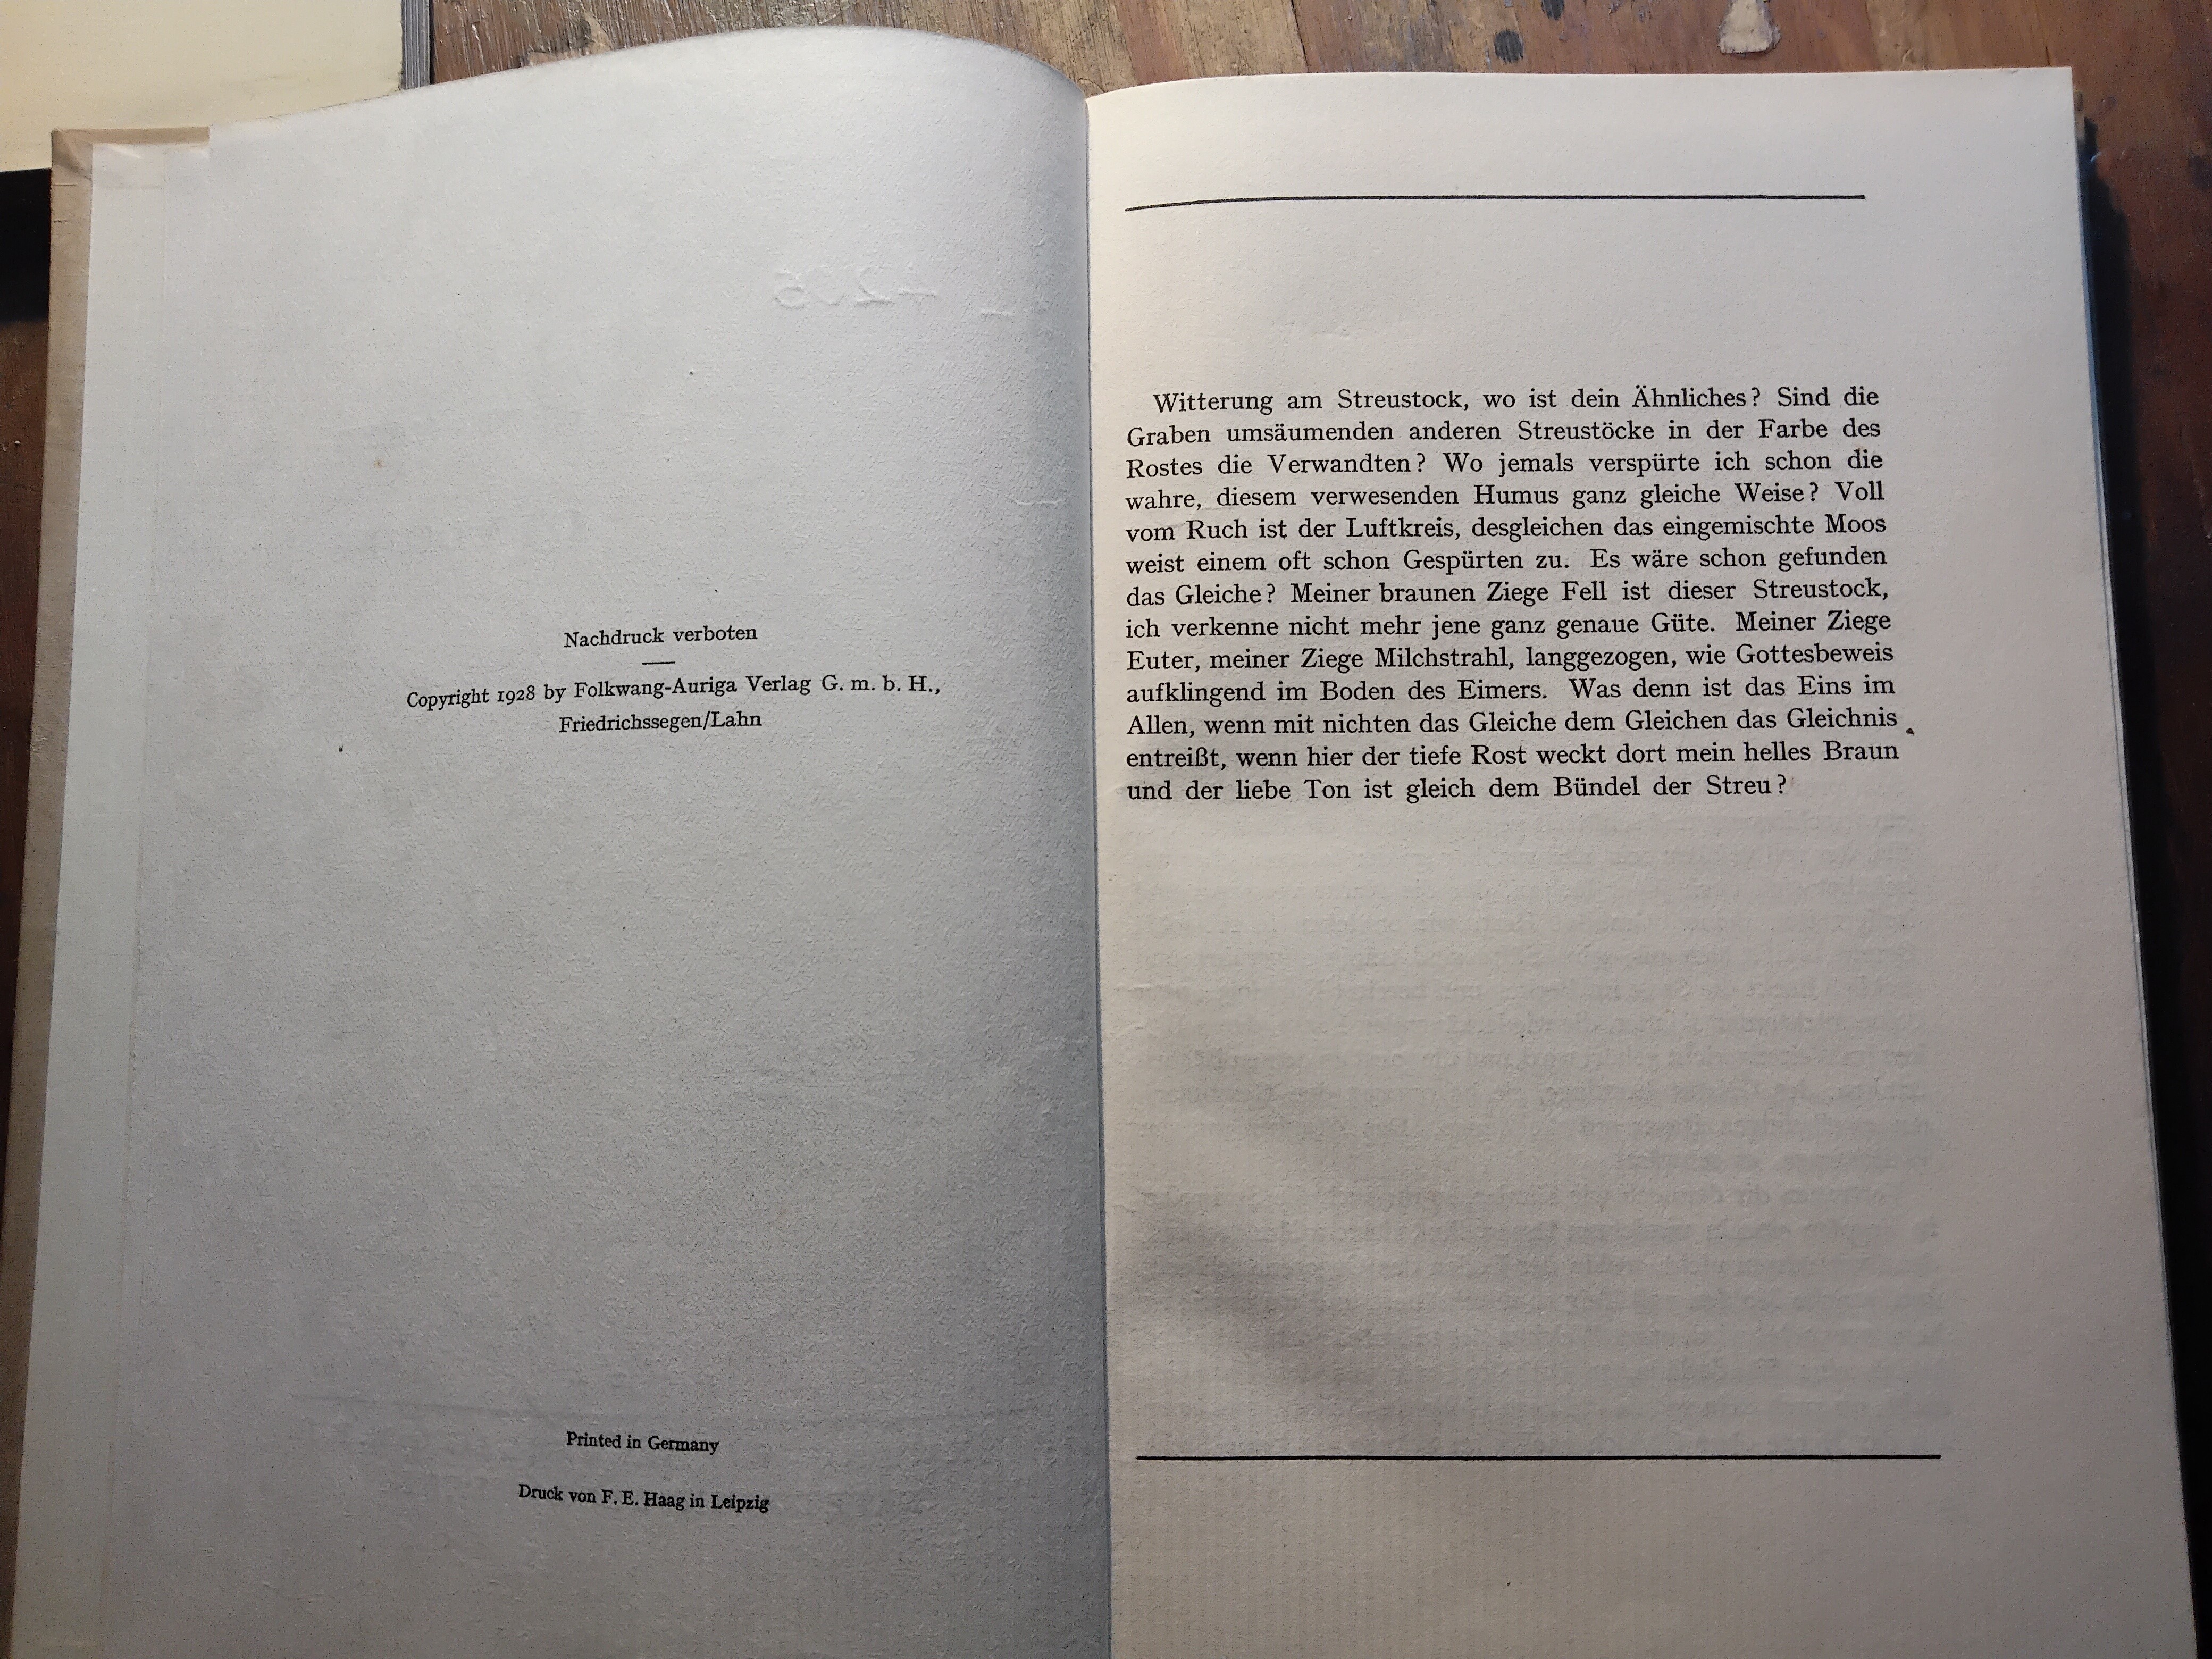 Nachdruck verboten
Copyright 1928 by Folkwang-Auriga Verlag G. m. b. H.,
Friedrichssegen/Lahn
Printed in Germany
Druck von F. E. Haag in Leipzig
Witterung am Streustock, wo ist dein Ähnliches? Sind die
Graben umsäumenden anderen Streustöcke in der Farbe des
Rostes die Verwandten? Wo jemals verspürte ich schon die
wahre, diesem verwesenden Humus ganz gleiche Weise? Voll
vom Ruch ist der Luftkreis, desgleichen das eingemischte Moos
weist einem oft schon Gespürten zu. Es wäre schon gefunden
das Gleiche? Meiner braunen Ziege Fell ist dieser Streustock,
ich verkenne nicht mehr jene ganz genaue Güte. Meiner Ziege
Euter, meiner Ziege Milchstrahl, langgezogen, wie Gottesbeweis
aufklingend im Boden des Eimers. Was denn ist das Eins im
Allen, wenn mit nichten das Gleiche dem Gleichen das Gleichnis
entreißt, wenn hier der tiefe Rost weckt dort mein helles Braun
und der liebe Ton ist gleich dem Bündel der Streu?